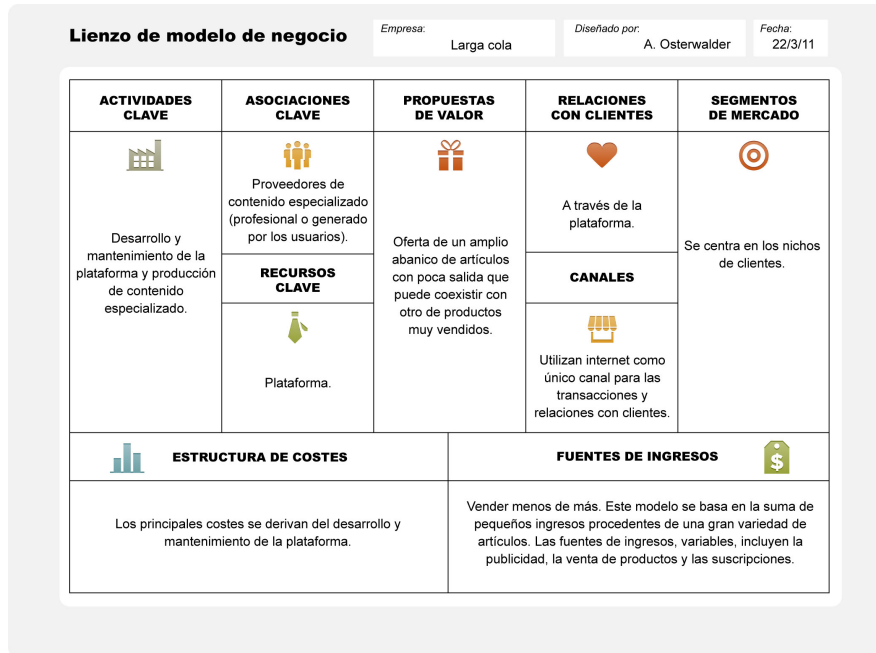 Lienzo de modelo de negocio
Empresa:
Larga cola
Diseñado por:
A. Osterwalder
Fecha:
22/3/11
ACTIVIDADES
CLAVE
Desarrollo y
mantenimiento de la
plataforma y producción
de contenido
especializado.
ASOCIACIONES
CLAVE
Proveedores de
contenido especializado
(profesional o generado
por los usuarios).
RECURSOS
CLAVE
Plataforma.
PROPUESTAS
DE VALOR
Oferta de un amplio
abanico de artículos
con poca salida que
puede coexistir con
otro de productos
muy vendidos.
RELACIONES
CON CLIENTES
A través de la
plataforma.
CANALES
Utilizan internet como
único canal para las
transacciones y
relaciones con clientes.
SEGMENTOS
DE MERCADO
Se centra en los nichos
de clientes.
ESTRUCTURA DE COSTES
Los principales costes se derivan del desarrollo y
mantenimiento de la plataforma.
FUENTES DE INGRESOS
$
Vender menos de más. Este modelo se basa en la suma de
pequeños ingresos procedentes de una gran variedad de
artículos. Las fuentes de ingresos, variables, incluyen la
publicidad, la venta de productos y las suscripciones.